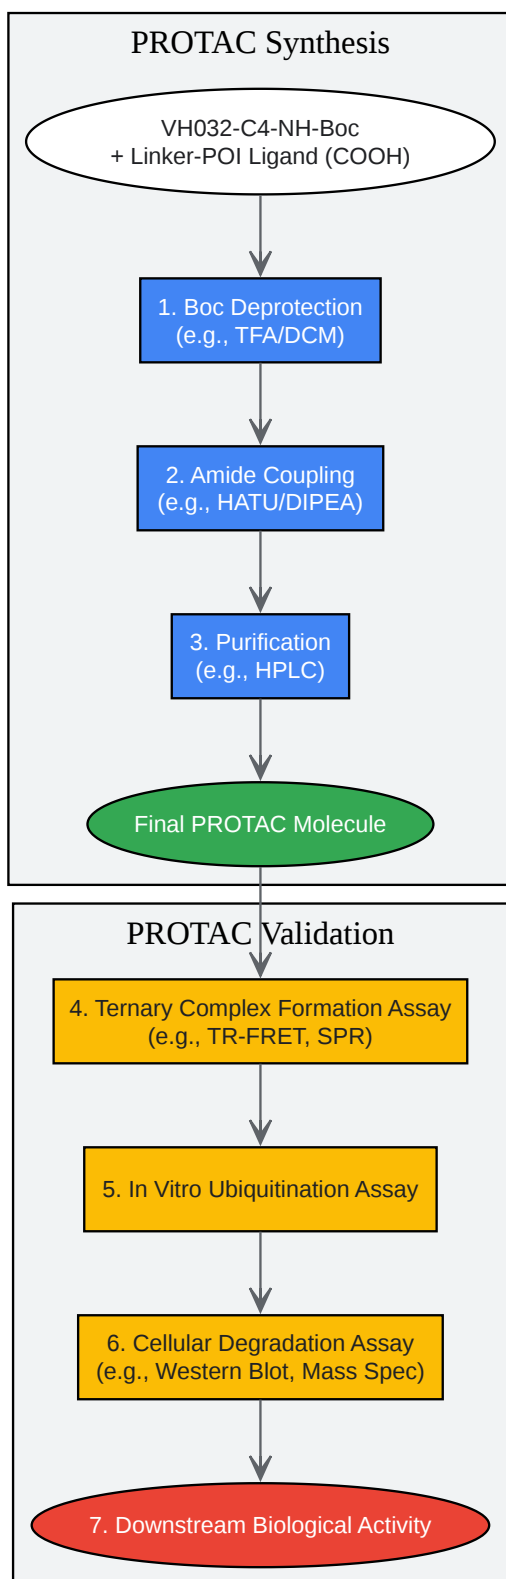 PROTAC Synthesis
VH032-C4-NH-Boc
+ Linker-POI Ligand (COOH)
1. Boc Deprotection
(e.g., TFA/DCM)
2. Amide Coupling
(e.g., HATU/DIPEA)
3. Purification
(e.g., HPLC)
Final PROTAC Molecule
PROTAC Validation
4. Ternary Complex Formation Assay
(e.g., TR-FRET, SPR)
5. In Vitro Ubiquitination Assay
6. Cellular Degradation Assay
(e.g., Western Blot, Mass Spec)
7. Downstream Biological Activity